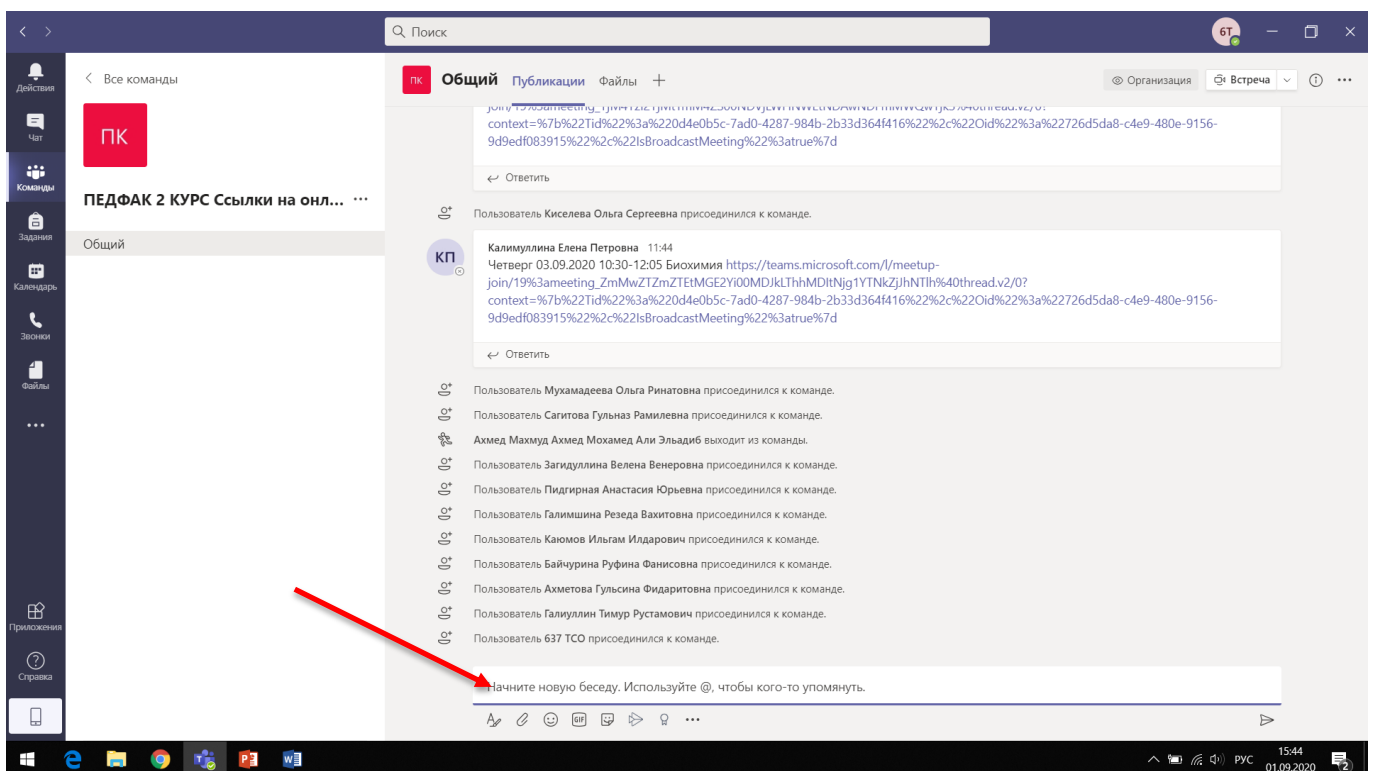 Поиск
6T
Действия
Чат
Команды
Задания
Календарь
Звонки
Файлы
Приложения
Справка
Все команды
ПК
ПЕДФАК 2 КУРС Ссылки на онл...
Общий
ПК Общий Публикации Файлы
Организация Встреча
context=%7b%22Tid%22%3a%220d4e0b5c-7ad0-4287-984b-2b33d364f416%22%2c%22Oid%22%3a%22726d5da8-c4e9-480e-9156-
9d9edf083915%22%2c%22IsBroadcastMeeting%22%3atrue%7d
Ответить
Пользователь Киселева Ольга Сергеевна присоединился к команде.
КП
Калимуллина Елена Петровна 11:44
Четверг 03.09.2020 10:30-12:05 Биохимия https://teams.microsoft.com/l/meetup-
join/19%3ameeting_ZmMwZTZmZTEtMGE2Yi00MDJkLThhMDItNjg1YTNkZjJhNTlh%40thread.v2/0?
context=%7b%22Tid%22%3a%220d4e0b5c-7ad0-4287-984b-2b33d364f416%22%2c%22Oid%22%3a%22726d5da8-c4e9-480e-9156-
9d9edf083915%22%2c%22IsBroadcastMeeting%22%3atrue%7d
Ответить
Пользователь Мухамадеева Ольга Ринатовна присоединился к команде.
Пользователь Сагитова Гульназ Рамилевна присоединился к команде.
Ахмед Махмуд Ахмед Мохамед Али Эльадиб выходит из команды.
Пользователь Загидуллина Велена Венеровна присоединился к команде.
Пользователь Пидгирная Анастасия Юрьевна присоединился к команде.
Пользователь Галимшина Резеда Вахитовна присоединился к команде.
Пользователь Каюмов Ильгам Илдарович присоединился к команде.
Пользователь Байчурина Руфина Фанисовна присоединился к команде.
Пользователь Ахметова Гульсина Фидаритовна присоединился к команде.
Пользователь Галиуллин Тимур Рустамович присоединился к команде.
Пользователь 637 ТСО присоединился к команде.
Начните новую беседу. Используйте @, чтобы кого-то упомянуть.
GIF
РУС
15:44
01.09.2020
2